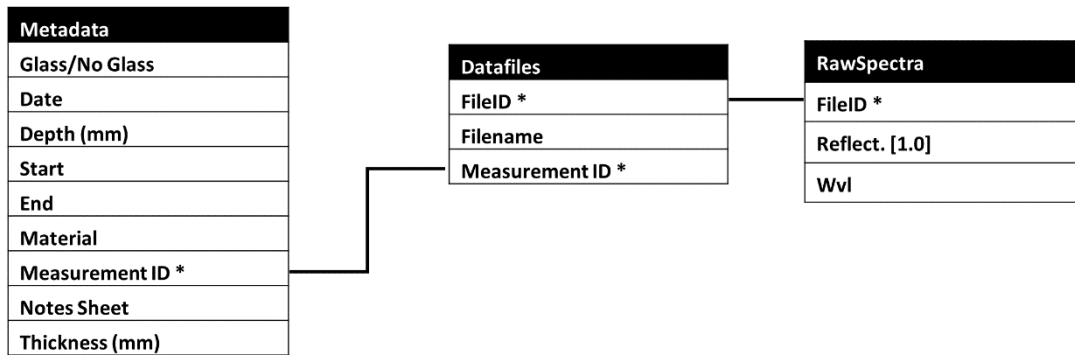 Metadata
Glass/No Glass
Date
Depth (mm)
Start
End
Material
Measurement ID *
Notes Sheet
Thickness (mm)
Datafiles
FileID *
Filename
Measurement ID *
RawSpectra
FileID *
Reflect. [1.0]
Wvl